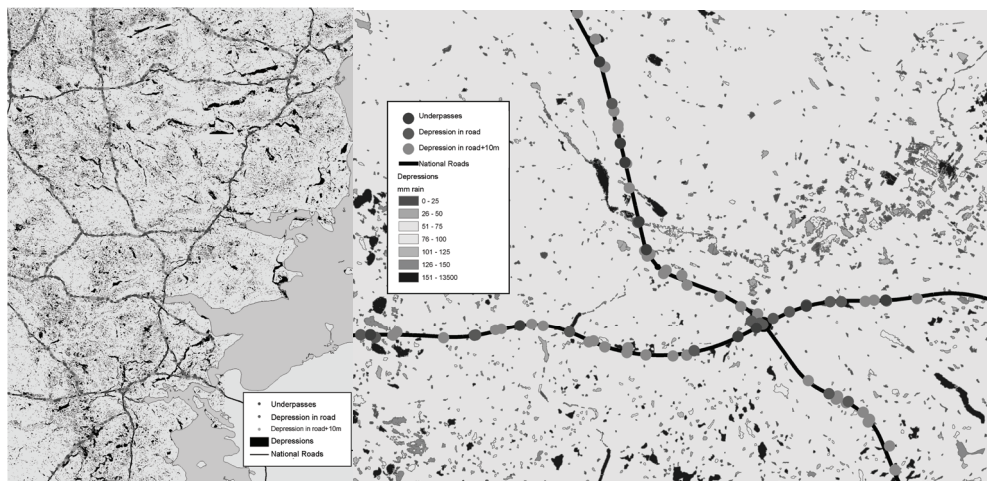 Underpasses
Depression in road
Depression in road+10m
National Roads
Depressions
mm rain
0 - 25
26 - 50
51 - 75
76 - 100
101 - 125
126 - 150
151 - 13500
Underpasses
Depression in road
Depression in road+10m
Depressions
National Roads